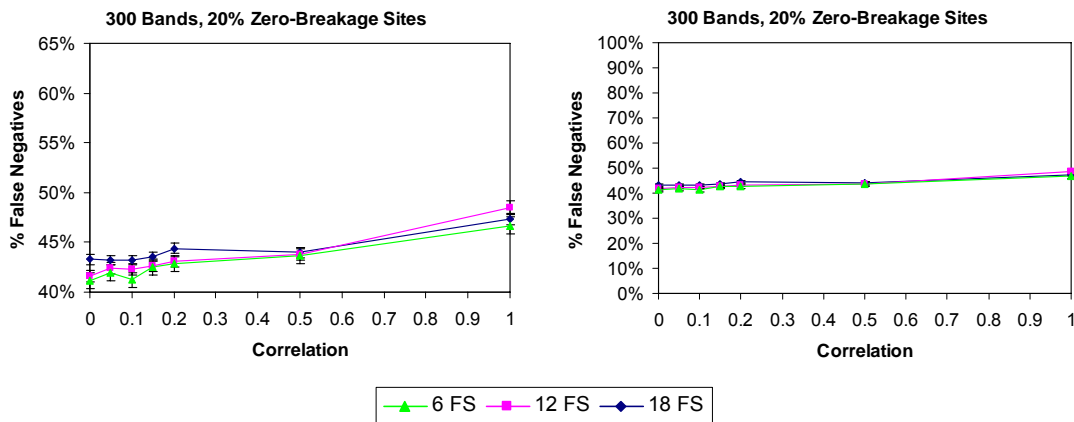 300 Bands, 20% Zero-Breakage Sites
65%
60%
55%
50%
45%
40%
% False Negatives
0 0.1 0.2 0.3 0.4 0.5 0.6 0.7 0.8 0.9 1
Correlation
300 Bands, 20% Zero-Breakage Sites
100%
90%
80%
70%
60%
50%
40%
30%
20%
10%
0%
% False Negatives
0 0.1 0.2 0.3 0.4 0.5 0.6 0.7 0.8 0.9 1
Correlation
6 FS 12 FS 18 FS